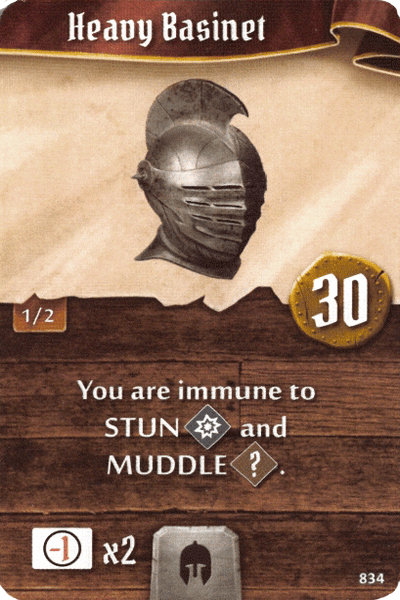 Heavy Basinet
30
1/2
You are immune to
STUN and
MUDDLE ? .
-1 x2
834